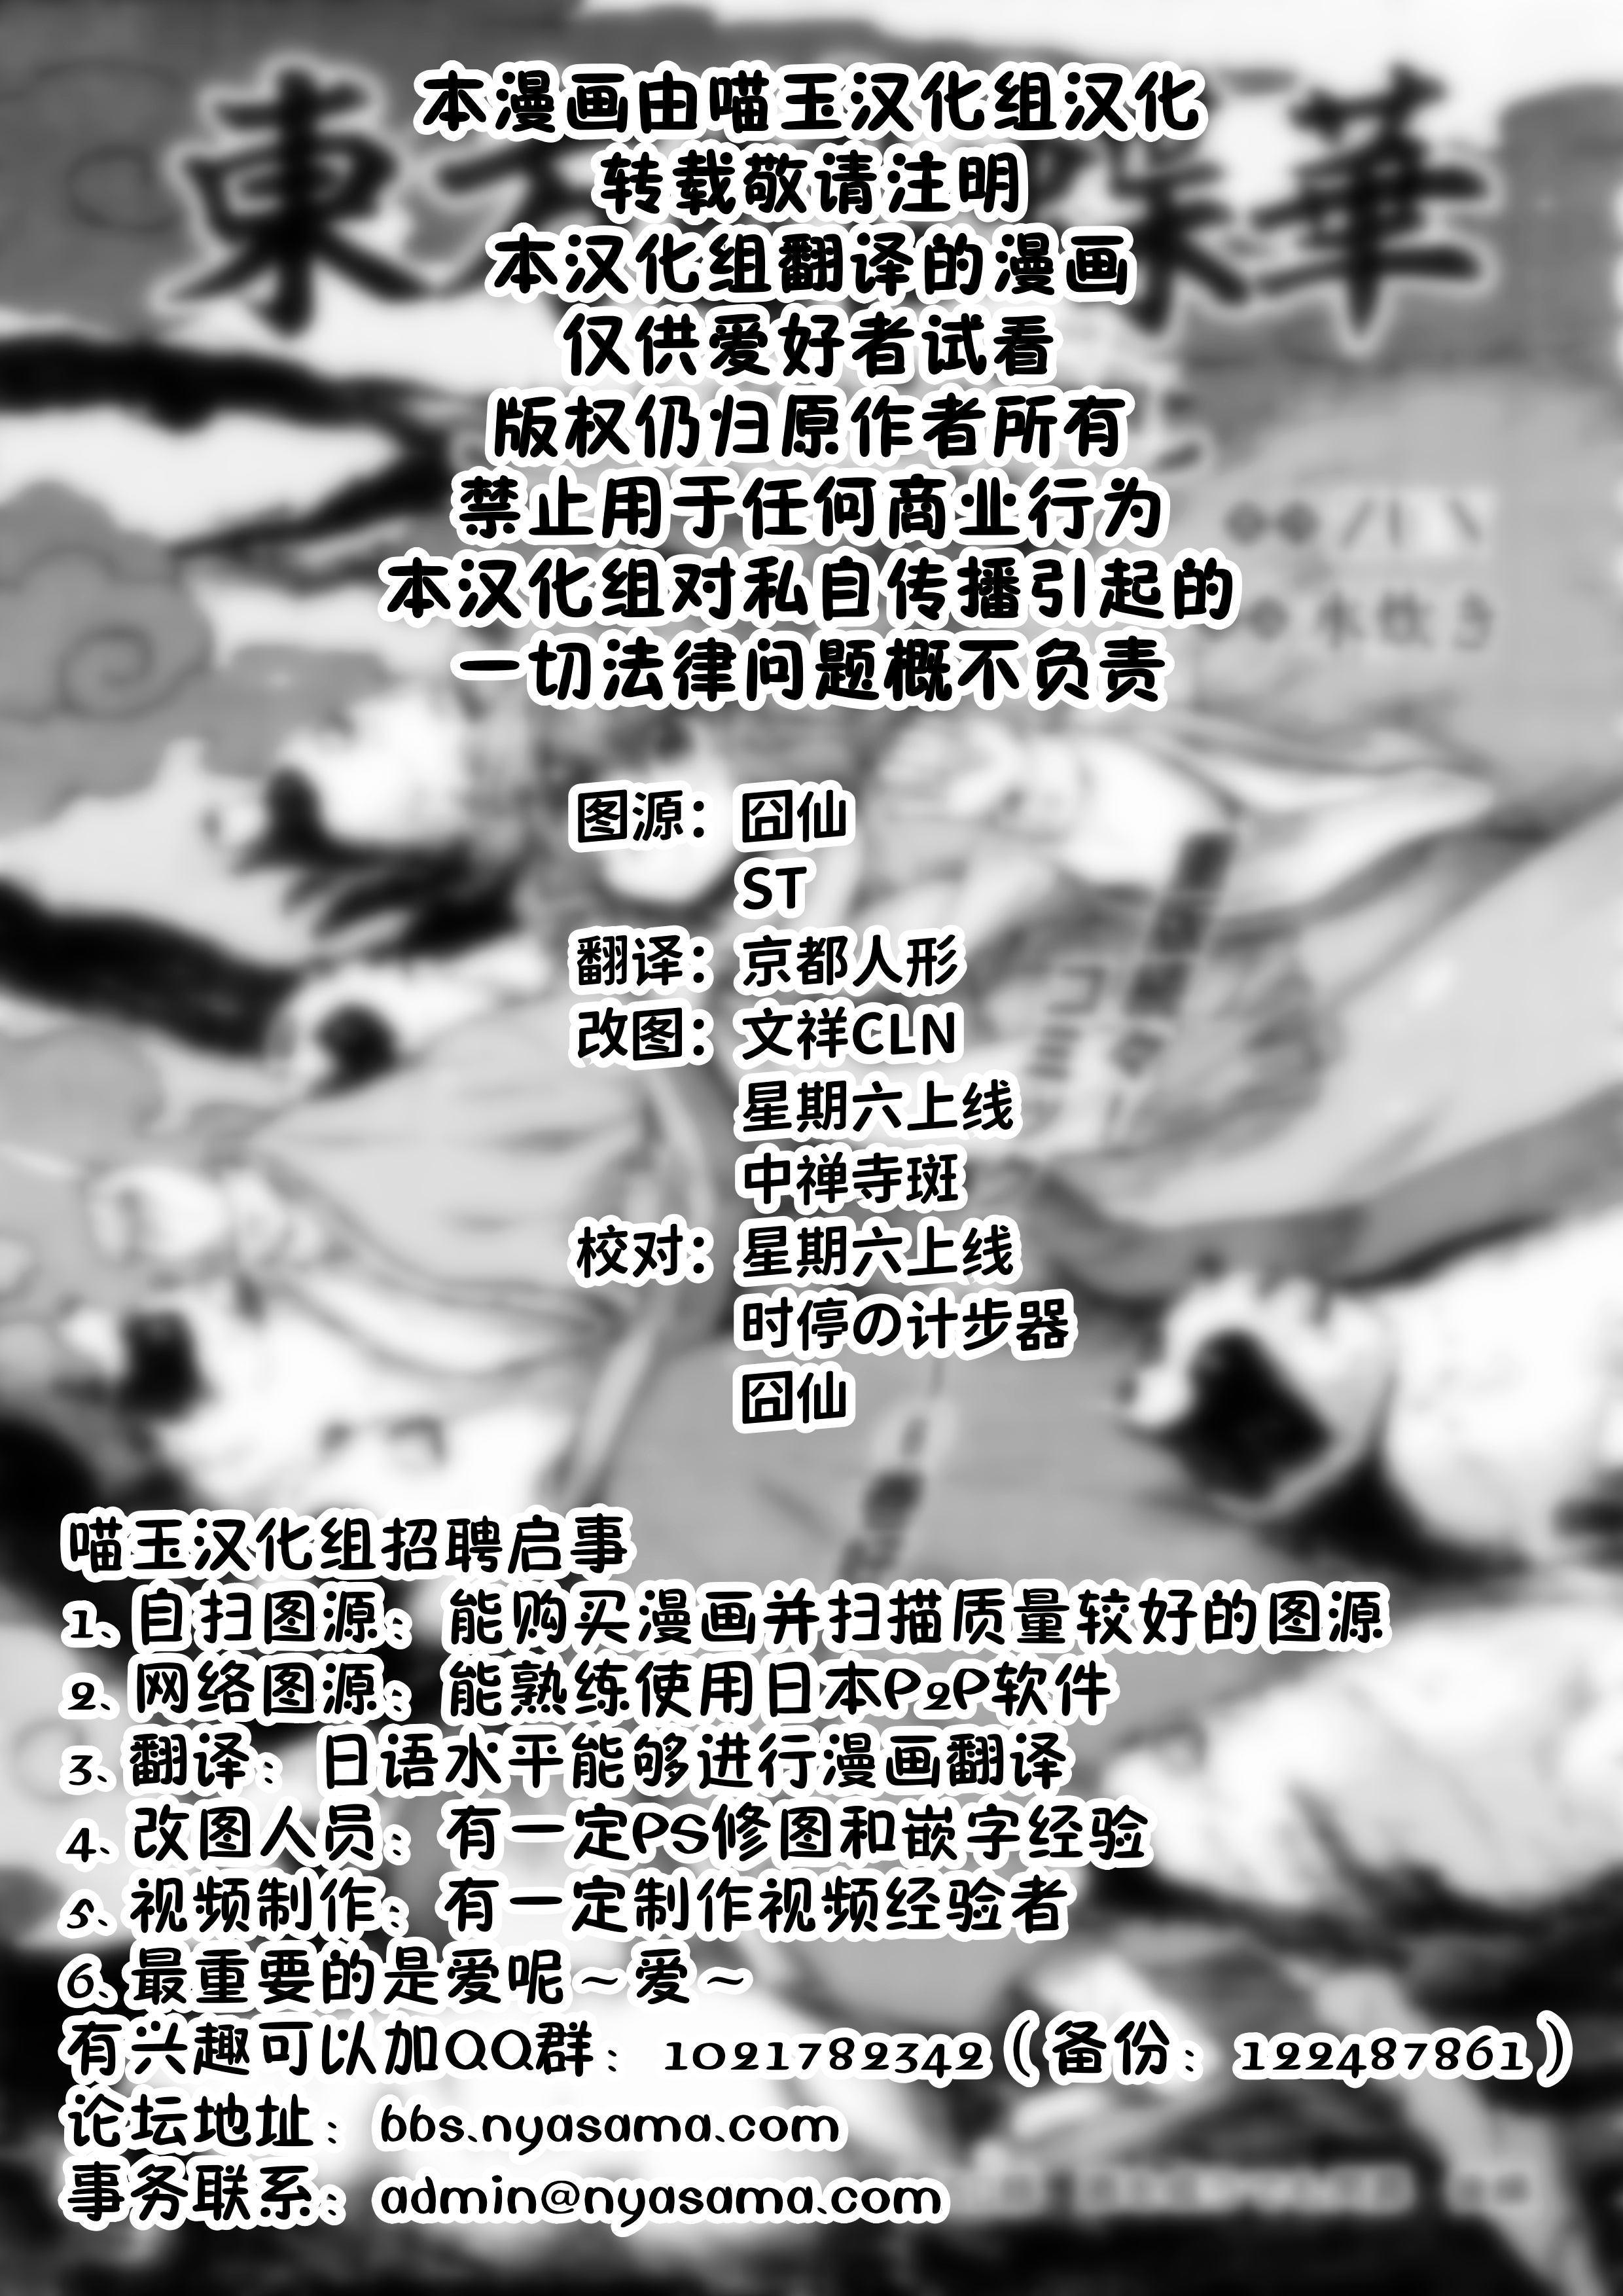 本漫画由喵玉汉化组汉化
转载敬请注明
本汉化组翻译的漫画
仅供爱好者试看
版权仍归原作者所有
禁止用于任何商业行为
本汉化组对私自传播引起的
一切法律问题概不负责
图源：囧仙
ST
翻译：京都人形
改图：文祥CLN
星期六上线
中禅寺斑
校对：星期六上线
时停の计步器
囧仙
喵玉汉化组招聘启事
1、自扫图源：能购买漫画并扫描质量较好的图源
2、网络图源：能熟练使用日本P2P软件
3、翻译：日语水平能够进行漫画翻译
4、改图人员：有一定PS修图和嵌字经验
5、视频制作：有一定制作视频经验者
6、最重要的是爱呢～爱～
有兴趣可以加QQ群：1021782342（备份：122487861）
论坛地址：bbs.nyasama.com
事务联系：admin@nyasama.com
東
華